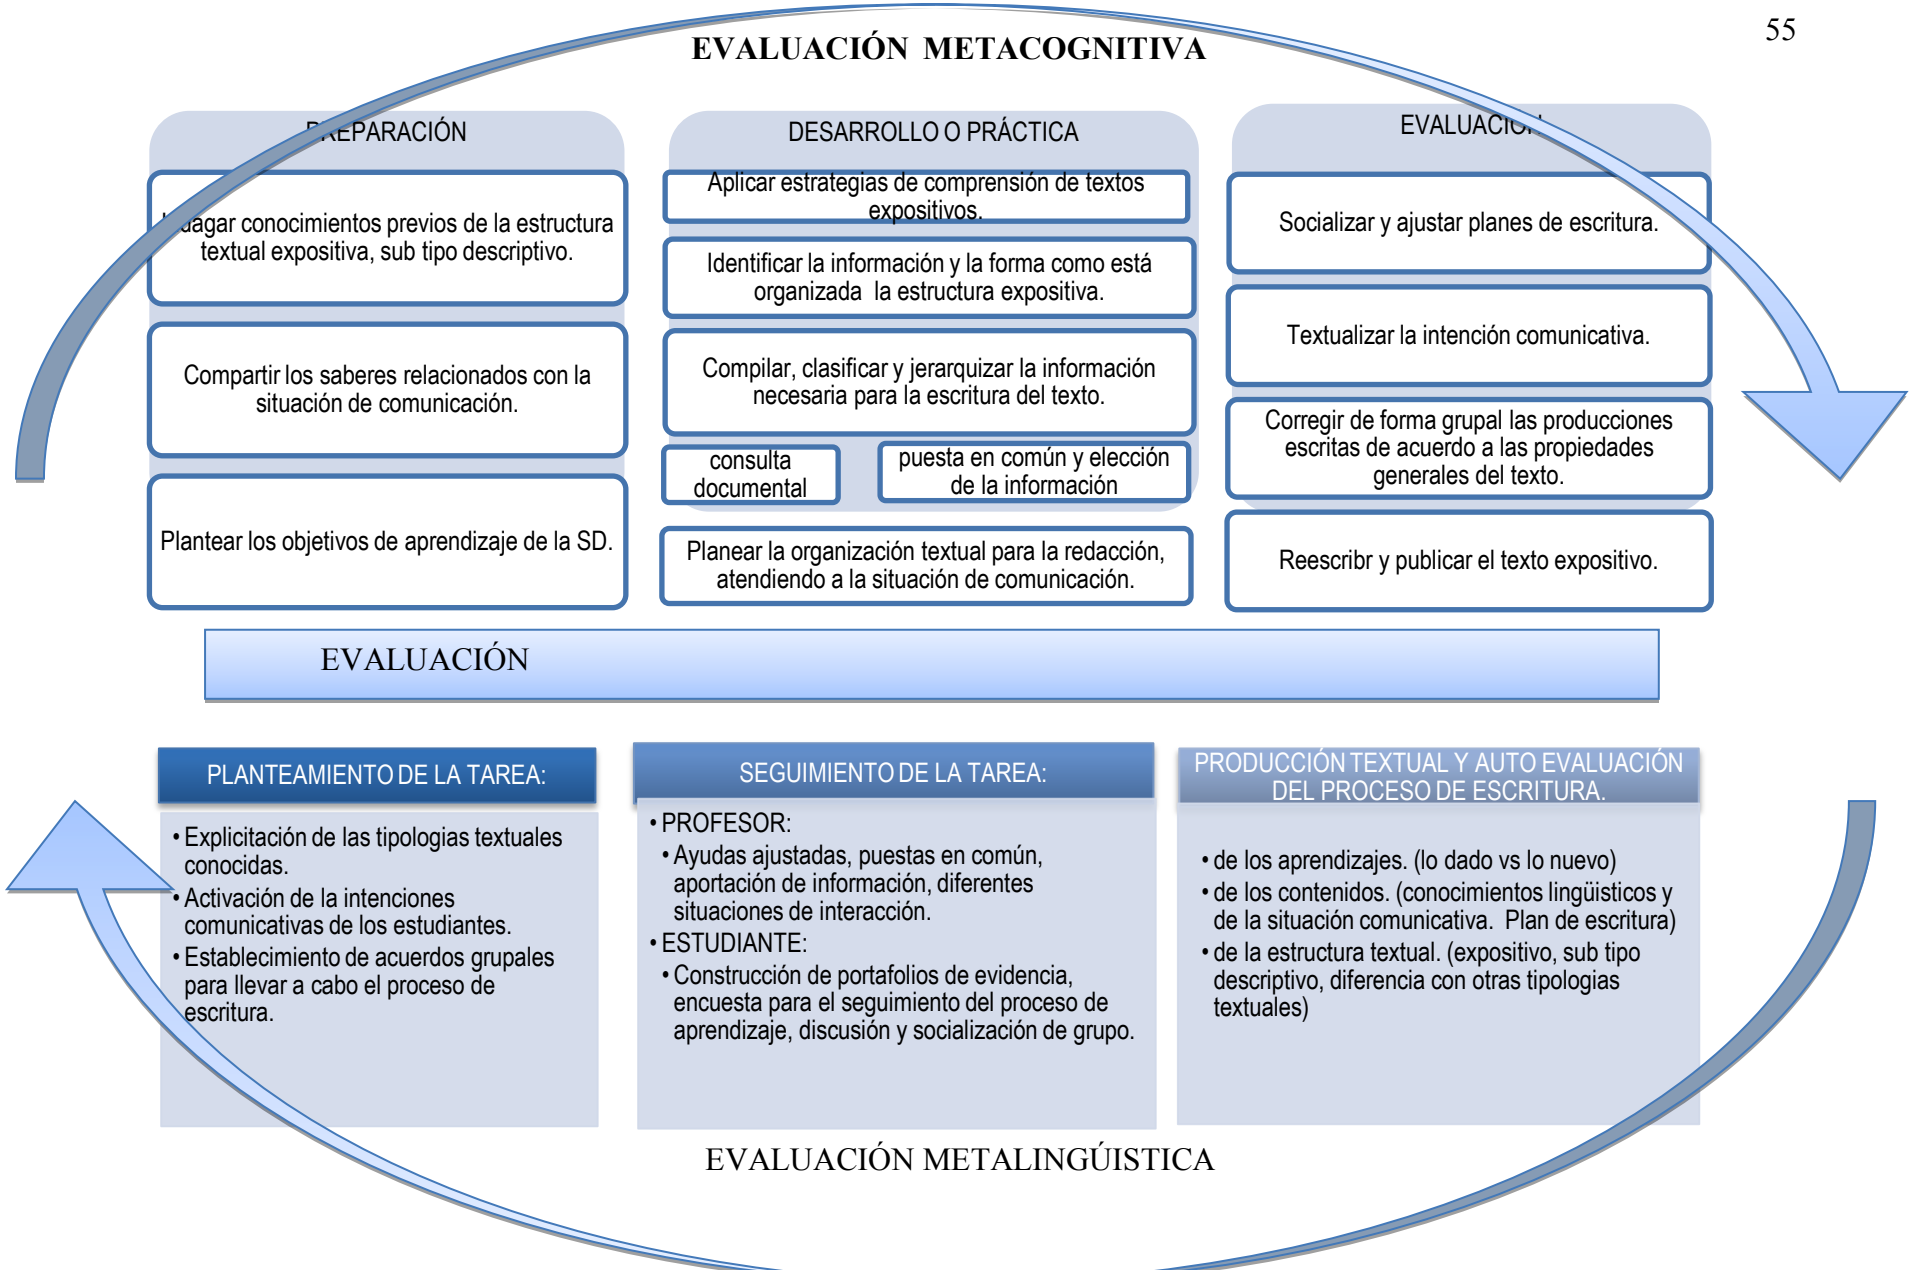 55
EVALUACIÓN METACOGNITIVA
PREPARACIÓN
Indagar conocimientos previos de la estructura
textual expositiva, sub tipo descriptivo.
Compartir los saberes relacionados con la
situación de comunicación.
Plantear los objetivos de aprendizaje de la SD.
DESARROLLO O PRÁCTICA
Aplicar estrategias de comprensión de textos
expositivos.
Identificar la información y la forma como está
organizada la estructura expositiva.
Compilar, clasificar y jerarquizar la información
necesaria para la escritura del texto.
consulta
documental
puesta en común y elección
de la información
Planear la organización textual para la redacción,
atendiendo a la situación de comunicación.
EVALUACIÓN
Socializar y ajustar planes de escritura.
Textualizar la intención comunicativa.
Corregir de forma grupal las producciones
escritas de acuerdo a las propiedades
generales del texto.
Reescribr y publicar el texto expositivo.
EVALUACIÓN
PLANTEAMIENTO DE LA TAREA:
• Explicitación de las tipologias textuales
conocidas.
• Activación de la intenciones
comunicativas de los estudiantes.
• Establecimiento de acuerdos grupales
para llevar a cabo el proceso de
escritura.
SEGUIMIENTO DE LA TAREA:
• PROFESOR:
• Ayudas ajustadas, puestas en común,
aportación de información, diferentes
situaciones de interacción.
• ESTUDIANTE:
• Construcción de portafolios de evidencia,
encuesta para el seguimiento del proceso de
aprendizaje, discusión y socialización de grupo.
PRODUCCIÓN TEXTUAL Y AUTO EVALUACIÓN
DEL PROCESO DE ESCRITURA.
• de los aprendizajes. (lo dado vs lo nuevo)
• de los contenidos. (conocimientos lingüisticos y
de la situación comunicativa. Plan de escritura)
• de la estructura textual. (expositivo, sub tipo
descriptivo, diferencia con otras tipologias
textuales)
EVALUACIÓN METALINGÚISTICA